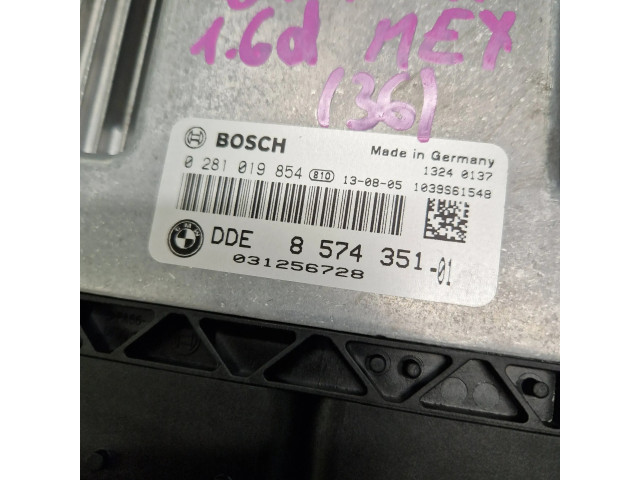 1.6d MEX
(36)
BOSCH
Made in Germany
0 281 019 854 810 13-08-05
1324 0137
1039S61548
DDE 8 574 351-01
031256728